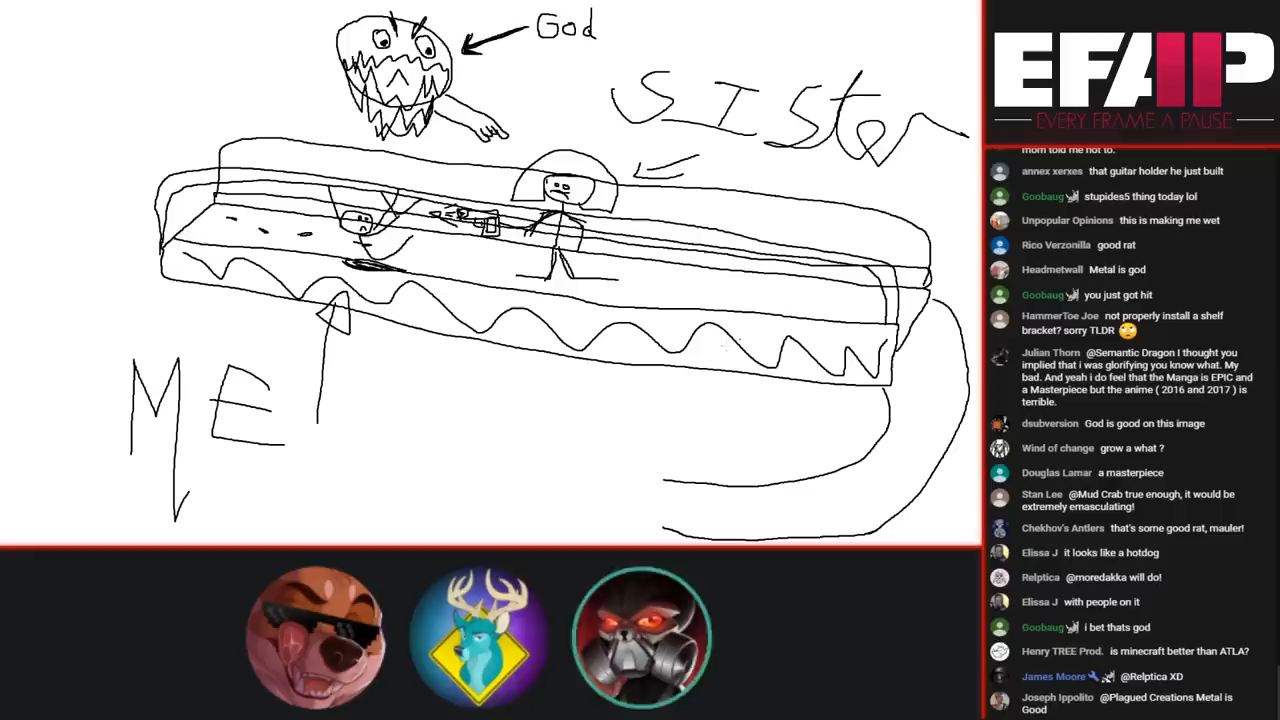 God
SISter
ME
EFAP
EVERY FRAME A PAUSE
mom told me not to.
annex xerxes that guitar holder he just built
Goobaug stupides5 thing today lol
Unpopular Opinions this is making me wet
Rico Verzonilla good rat
Headmetwall Metal is god
Goobaug you just got hit
HammerToe Joe not properly install a shelf
bracket? sorry TLDR 🙄
Julian Thorn @Semantic Dragon I thought you
implied that i was glorifying you know what. My
bad. And yeah i do feel that the Manga is EPIC and
a Masterpiece but the anime ( 2016 and 2017 ) is
terrible.
dsubversion God is good on this image
Wind of change grow a what ?
Douglas Lamar a masterpiece
Stan Lee @Mud Crab true enough, it would be
extremely emasculating!
Chekhov's Antlers that's some good rat, mauler!
Elissa J it looks like a hotdog
Relptica @moredakka will do!
Elissa J with people on it
Goobaug i bet thats god
Henry TREE Prod. is minecraft better than ATLA?
James Moore @Relptica XD
Joseph Ippolito @Plagued Creations Metal is
Good